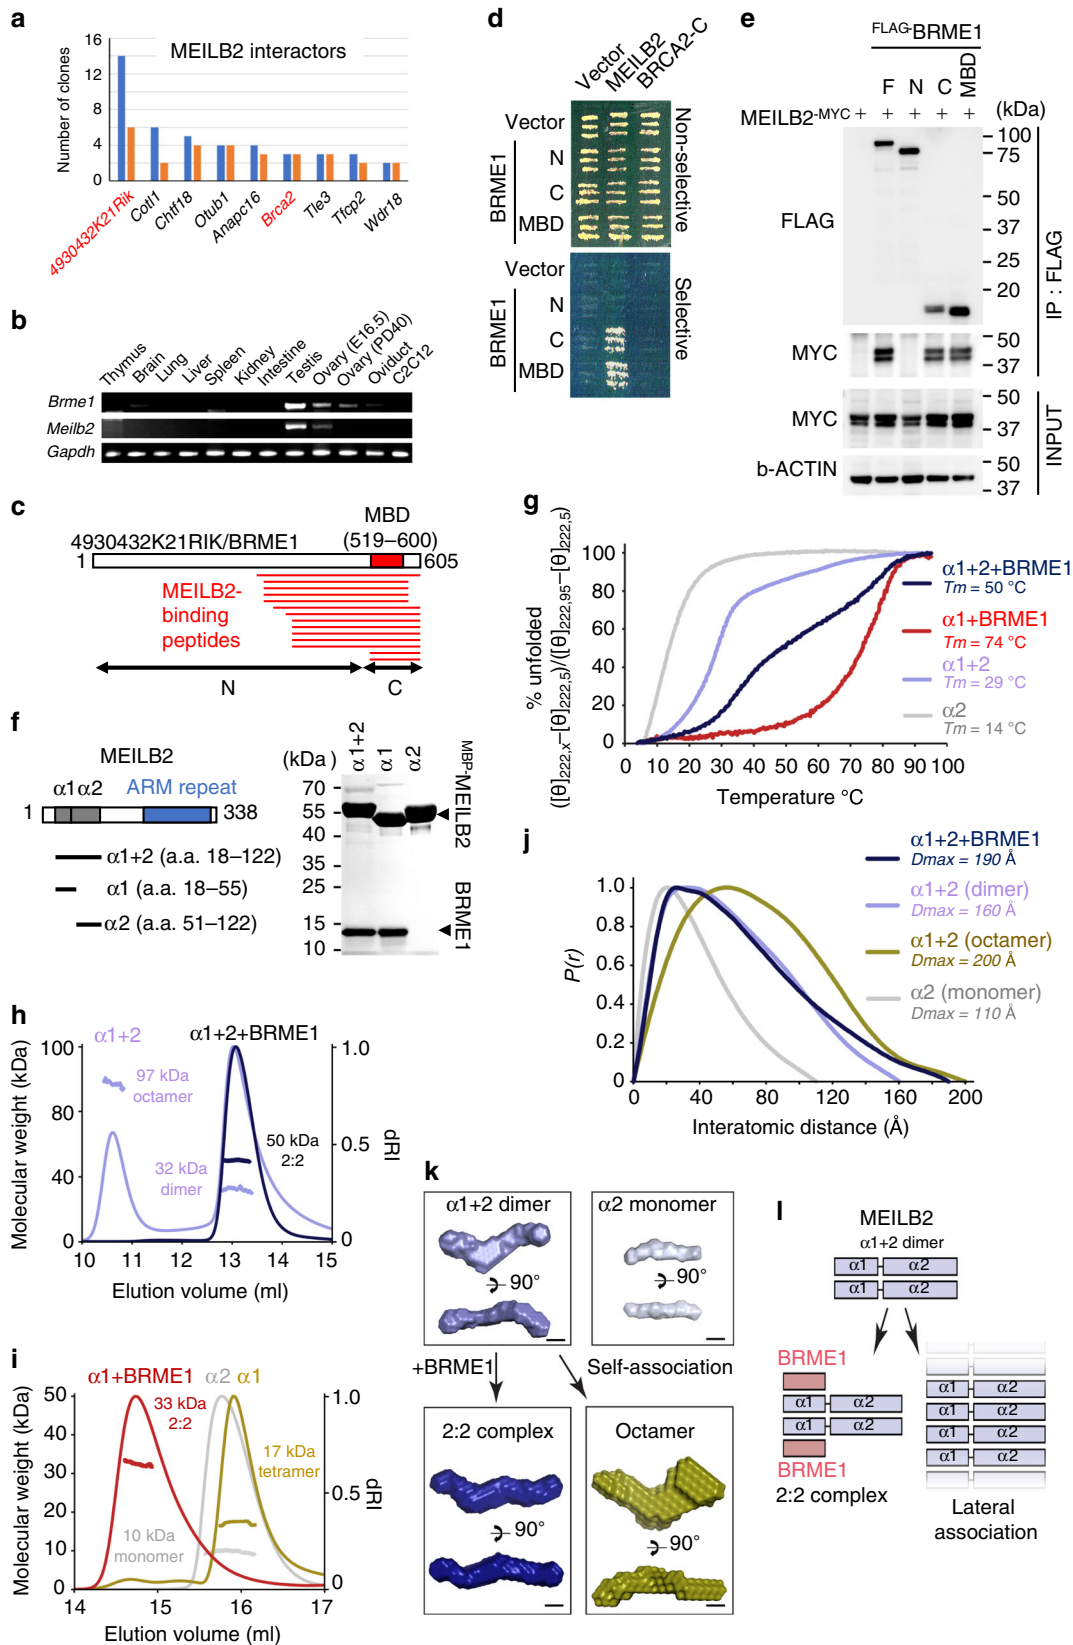 a
MEILB2 interactors
Number of clones
16
12
8
4
0
4930432K21Rik
Cotl1
Chtf18
Otub1
Anapc16
Brca2
Tle3
Tfcp2
Wdr18
b
Thymus
Brain
Lung
Liver
Spleen
Kidney
Intestine
Testis
Ovary (E16.5)
Ovary (PD40)
Oviduct
C2C12
Brme1
Meilb2
Gapdh
c
4930432K21RIK/BRME1
MBD
(519–600)
1
605
MEILB2-
binding
peptides
N
C
d
Vector
MEILB2
BRCA2-C
Vector
BRME1
N
C
MBD
Non-selective
Vector
BRME1
N
C
MBD
Selective
e
FLAG-BRME1
F N C MBD
MEILB2-MYC + + + + +
(kDa)
FLAG
100
75
50
37
25
20
MYC
50
37
IP : FLAG
MYC
50
37
b-ACTIN
50
37
INPUT
f
MEILB2
α1α2
ARM repeat
1
338
α1+2 (a.a. 18–122)
α1 (a.a. 18–55)
α2 (a.a. 51–122)
(kDa)
α1+2
α1
α2
70
55
40
35
25
15
10
MBP-MEILB2
BRME1
g
% unfolded
([θ]222,x–[θ]222,5)/([θ]222,95–[θ]222,5)
100
80
60
40
20
0
0 10 20 30 40 50 60 70 80 90 100
Temperature °C
α1+2+BRME1
Tm = 50 °C
α1+BRME1
Tm = 74 °C
α1+2
Tm = 29 °C
α2
Tm = 14 °C
h
α1+2
α1+2+BRME1
Molecular weight (kDa)
100
80
40
0
97 kDa
octamer
32 kDa
dimer
50 kDa
2:2
1.0
0.5
0
dRI
10 11 12 13 14 15
Elution volume (ml)
i
α1+BRME1
α2
α1
Molecular weight (kDa)
50
40
30
20
10
0
33 kDa
2:2
17 kDa
tetramer
10 kDa
monomer
1.0
0.5
0
dRI
14 15 16 17
Elution volume (ml)
j
P(r)
1.0
0.8
0.6
0.4
0.2
0
0 40 80 120 160 200
Interatomic distance (Å)
α1+2+BRME1
Dmax = 190 Å
α1+2 (dimer)
Dmax = 160 Å
α1+2 (octamer)
Dmax = 200 Å
α2 (monomer)
Dmax = 110 Å
k
α1+2 dimer
90°
α2 monomer
90°
+BRME1
Self-association
2:2 complex
90°
Octamer
90°
l
MEILB2
α1+2 dimer
α1 α2
α1 α2
BRME1
α1 α2
α1 α2
BRME1
2:2 complex
α1 α2
α1 α2
α1 α2
α1 α2
Lateral
association